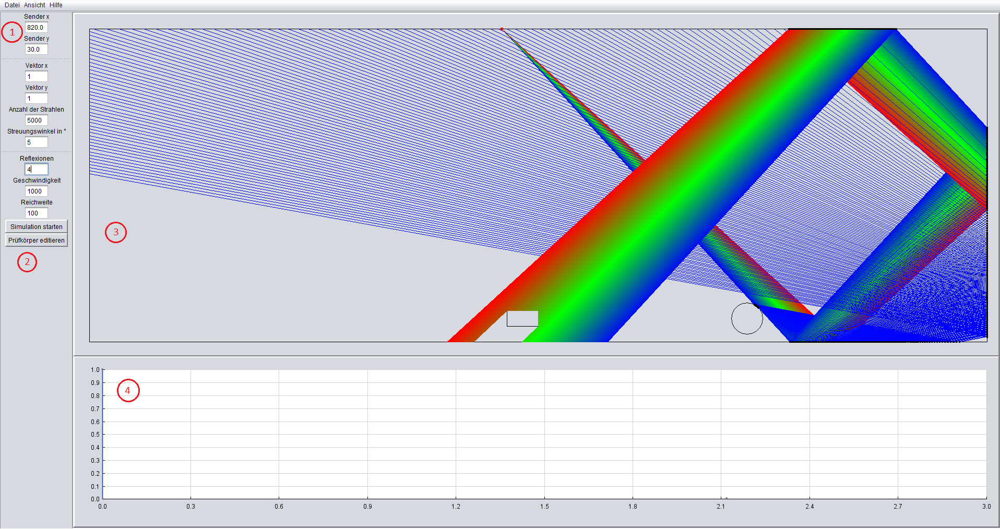 Datei Ansicht Hilfe
Sender x
1
820.0
Sender y
30.0
Vektor x
1
Vektor y
1
Anzahl der Strahlen
5000
Streuungswinkel in °
5
Reflexionen
4
Geschwindigkeit
1000
Reichweite
100
Simulation starten
Prüfkörper editieren
2
3
4
1.0
0.9
0.8
0.7
0.6
0.5
0.4
0.3
0.2
0.1
0.0
0.0 0.3 0.6 0.9 1.2 1.5 1.8 2.1 2.4 2.7 3.0